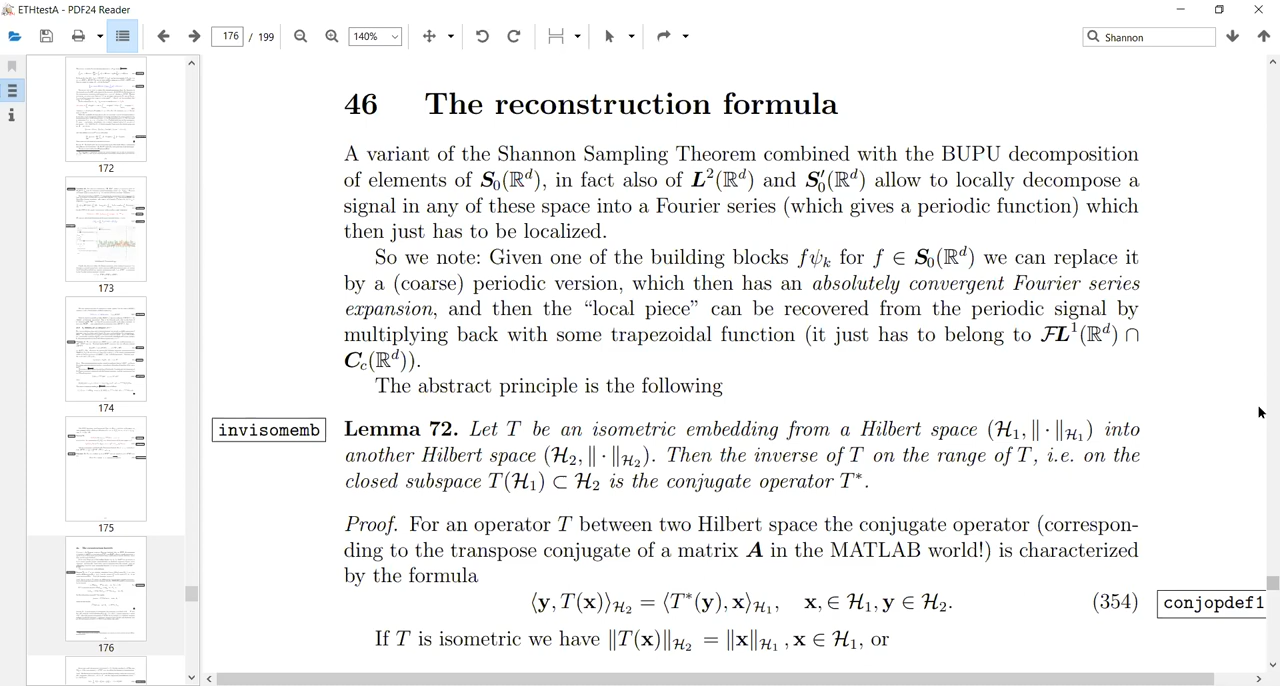 ETHtestA - PDF24 Reader
176 / 199
140%
Shannon
172
173
174
175
176
46 The reconstruction formula
A variant of the Shannon Sampling Theorem combined with the BUPU decomposition
of elements of S₀(ℝᵈ), in fact also of L²(ℝᵈ) and S₀′(ℝᵈ) allow to locally decompose a
signal in any of these space into a Fourier series (which gives a periodic function) which
then just has to be localized.
So we note: Given one of the building blocks fψₖ for f ∈ S₀(ℝᵈ) we can replace it
by a (coarse) periodic version, which then has an absolutely convergent Fourier series
expansion, and the the “local piece” can be recovered from the periodic signal by
multiplying back with some trapezoidal function (it just has to belong to ℱL¹(ℝᵈ) ∩
C_c(ℝᵈ)).
The abstract principle is the following
invisomemb
Lemma 72. Let T be an isometric embedding from a Hilbert space (ℋ₁, ‖ · ‖ℋ₁) into
another Hilbert space (ℋ₂, ‖ · ‖ℋ₂). Then the inverse of T on the range of T, i.e. on the
closed subspace T(ℋ₁) ⊂ ℋ₂ is the conjugate operator T*.
Proof. For an operator T between two Hilbert space the conjugate operator (correspon-
ding to the transpose conjugate of a matrix A in the MATLAB world!) is characterized
by the formula
⟨y, T(x)⟩ℋ₂ = ⟨T*(y), x⟩ℋ₁, x, ∈ ℋ₁, y ∈ ℋ₂. (354)
conjopdef1
If T is isometric we have ‖T(x)‖ℋ₂ = ‖x‖ℋ₁, x ∈ ℋ₁, or